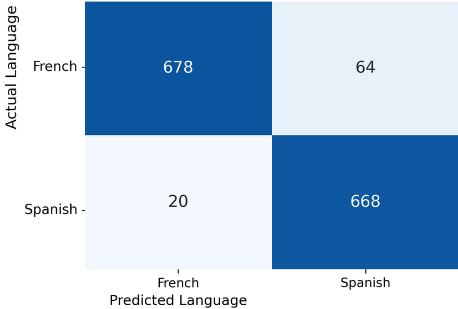 Actual Language
French
678
64
Spanish
20
668
French
Spanish
Predicted Language